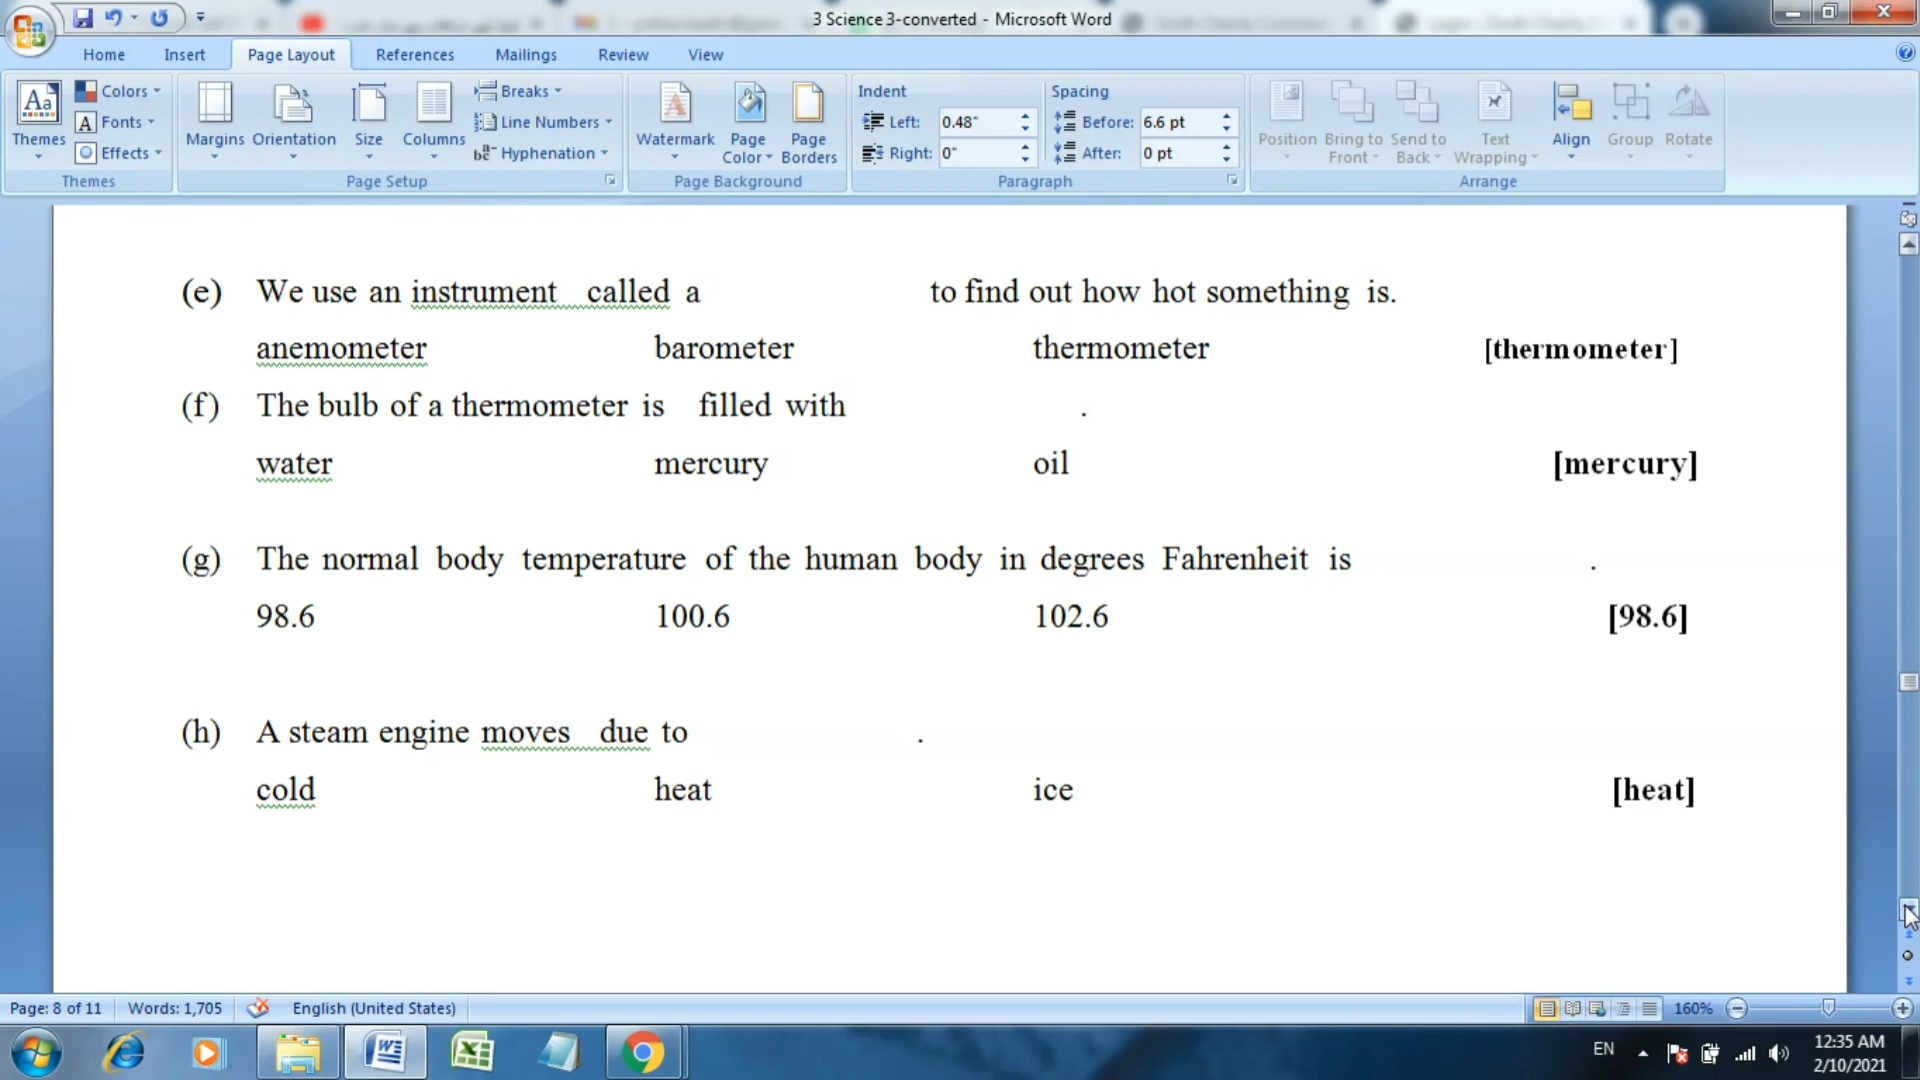 3 Science 3-converted - Microsoft Word
Home Insert Page Layout References Mailings Review View
Themes Colors Fonts Effects Themes
Margins Orientation Size Columns Breaks Line Numbers Hyphenation Page Setup
Watermark Page Color Page Borders Page Background
Indent Left: 0.48" Right: 0" Spacing Before: 6.6 pt After: 0 pt Paragraph
Position Bring to Front Send to Back Text Wrapping Align Group Rotate Arrange
(e) We use an instrument called a to find out how hot something is.
anemometer barometer thermometer [thermometer]
(f) The bulb of a thermometer is filled with .
water mercury oil [mercury]
(g) The normal body temperature of the human body in degrees Fahrenheit is .
98.6 100.6 102.6 [98.6]
(h) A steam engine moves due to .
cold heat ice [heat]
Page: 8 of 11 Words: 1,705 English (United States) 160%
EN 12:35 AM
2/10/2021